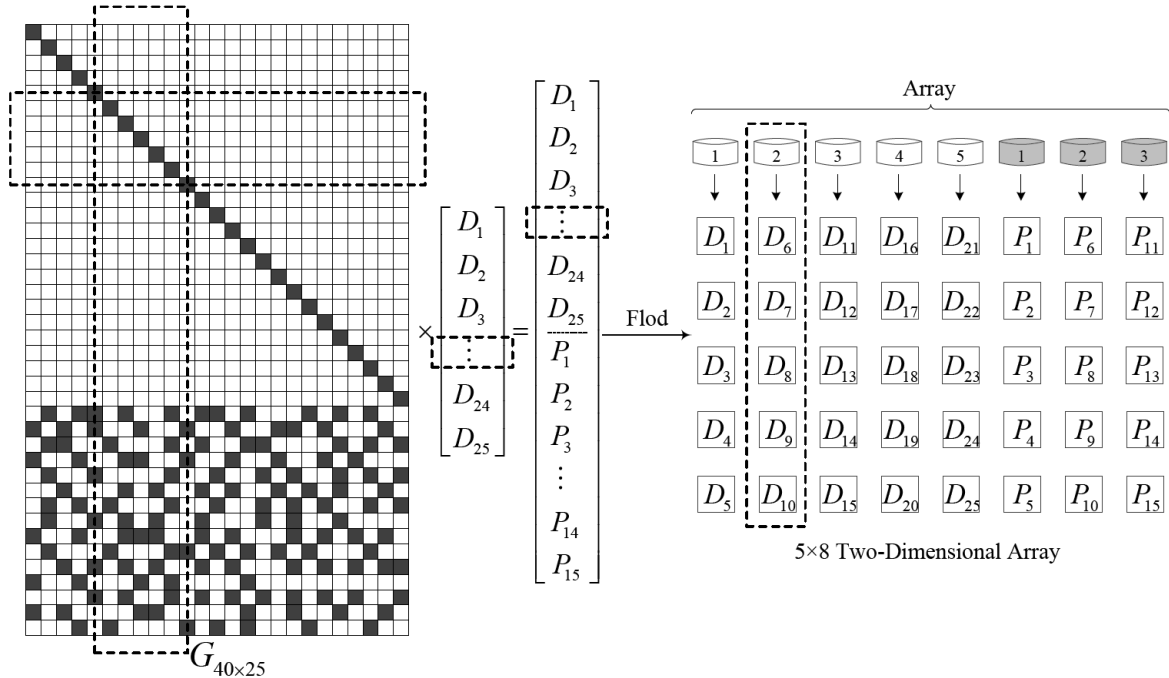 G40×25
×
D1
D2
D3
⋮
D24
D25
=
D1
D2
D3
⋮
D24
D25
P1
P2
P3
⋮
P14
P15
Flod
Array
1 2 3 4 5 1 2 3
D1 D6 D11 D16 D21 P1 P6 P11
D2 D7 D12 D17 D22 P2 P7 P12
D3 D8 D13 D18 D23 P3 P8 P13
D4 D9 D14 D19 D24 P4 P9 P14
D5 D10 D15 D20 D25 P5 P10 P15
5×8 Two-Dimensional Array